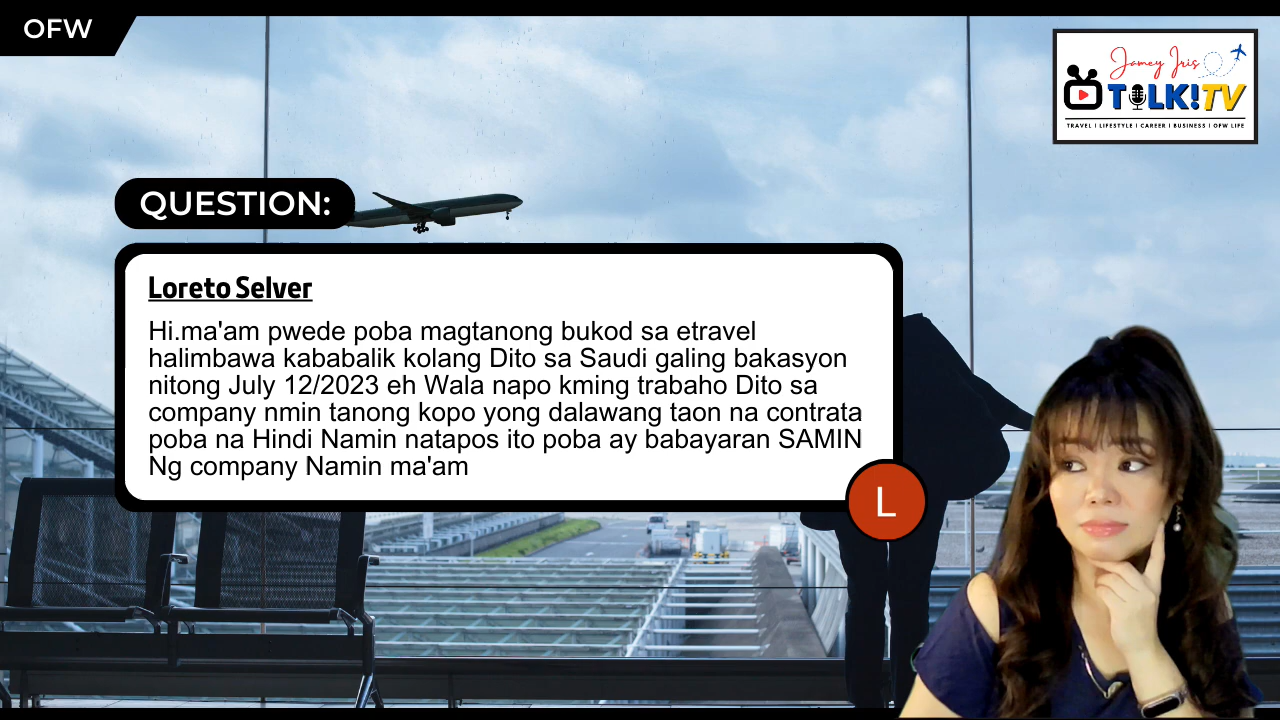 OFW
Jamey Iris
TALK!TV
TRAVEL | LIFESTYLE | CAREER | BUSINESS | OFW LIFE
QUESTION:
Loreto Selver
Hi.ma'am pwede poba magtanong bukod sa etravel
halimbawa kababalik kolang Dito sa Saudi galing bakasyon
nitong July 12/2023 eh Wala napo kming trabaho Dito sa
company nmin tanong kopo yong dalawang taon na contrata
poba na Hindi Namin natapos ito poba ay babayaran SAMIN
Ng company Namin ma'am
L